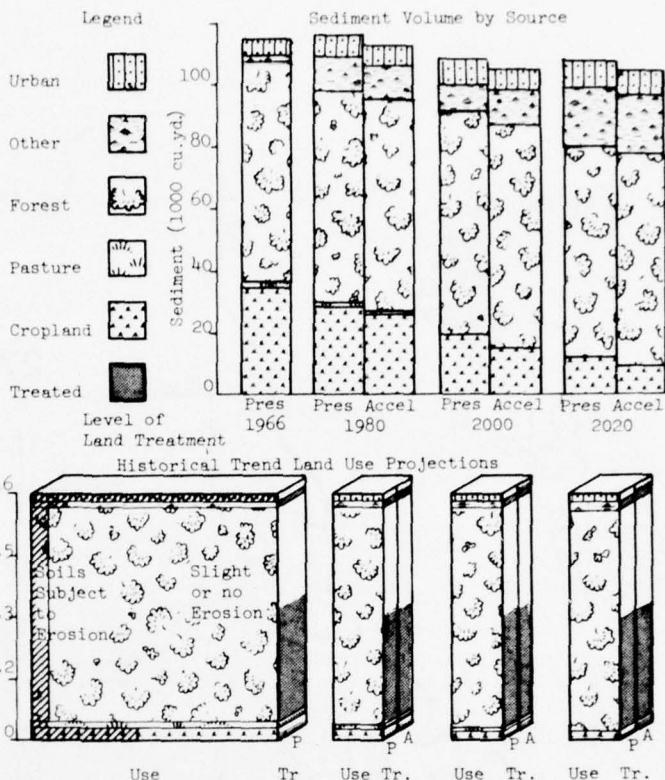 Legend
Urban
Other
Forest
Pasture
Cropland
Treated
Level of
Land Treatment
Sediment Volume by Source
Sediment (1000 cu.yd.)
100
80
60
40
20
0
Pres Pres Accel Pres Accel Pres Accel
1966 1980 2000 2020
Historical Trend Land Use Projections
6
5
3
2
0
Soils
Subject
to
Erosion
Slight
or no
Erosion
P P A P A P A
Use Tr Use Tr. Use Tr. Use Tr.